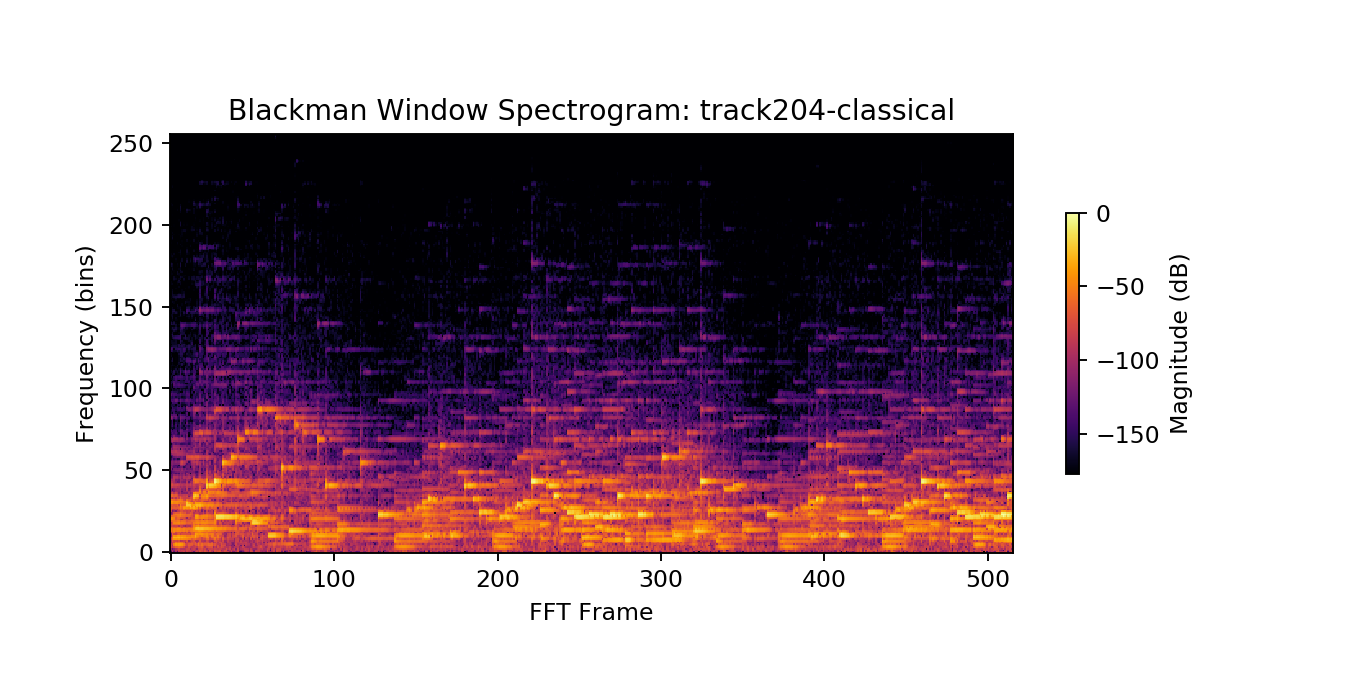 Blackman Window Spectrogram: track204-classical
250
200
150
100
50
0
Frequency (bins)
0 100 200 300 400 500
FFT Frame
0
−50
−100
−150
Magnitude (dB)